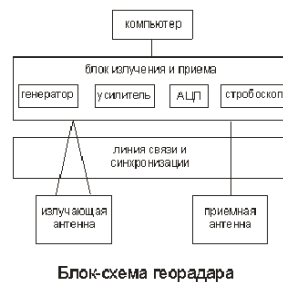 компьютер
блок излучения и приема
генератор усилитель АЦП стробоскоп
линия связи и
синхронизации
излучающая приемная
антенна антенна
Блок-схема георадара